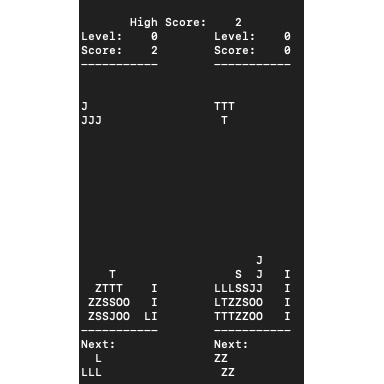 High Score:    2
Level:    0        Level:    0
Score:    2        Score:    0
───────────        ───────────
J                  TTT
JJJ                 T
                         J
    T                 S  J   I
  ZTTT    I        LLLSSJJ   I
 ZZSSOO   I        LTZZSOO   I
 ZSSJOO  LI        TTTZZOO   I
───────────        ───────────
Next:              Next:
  L                ZZ
LLL                 ZZ